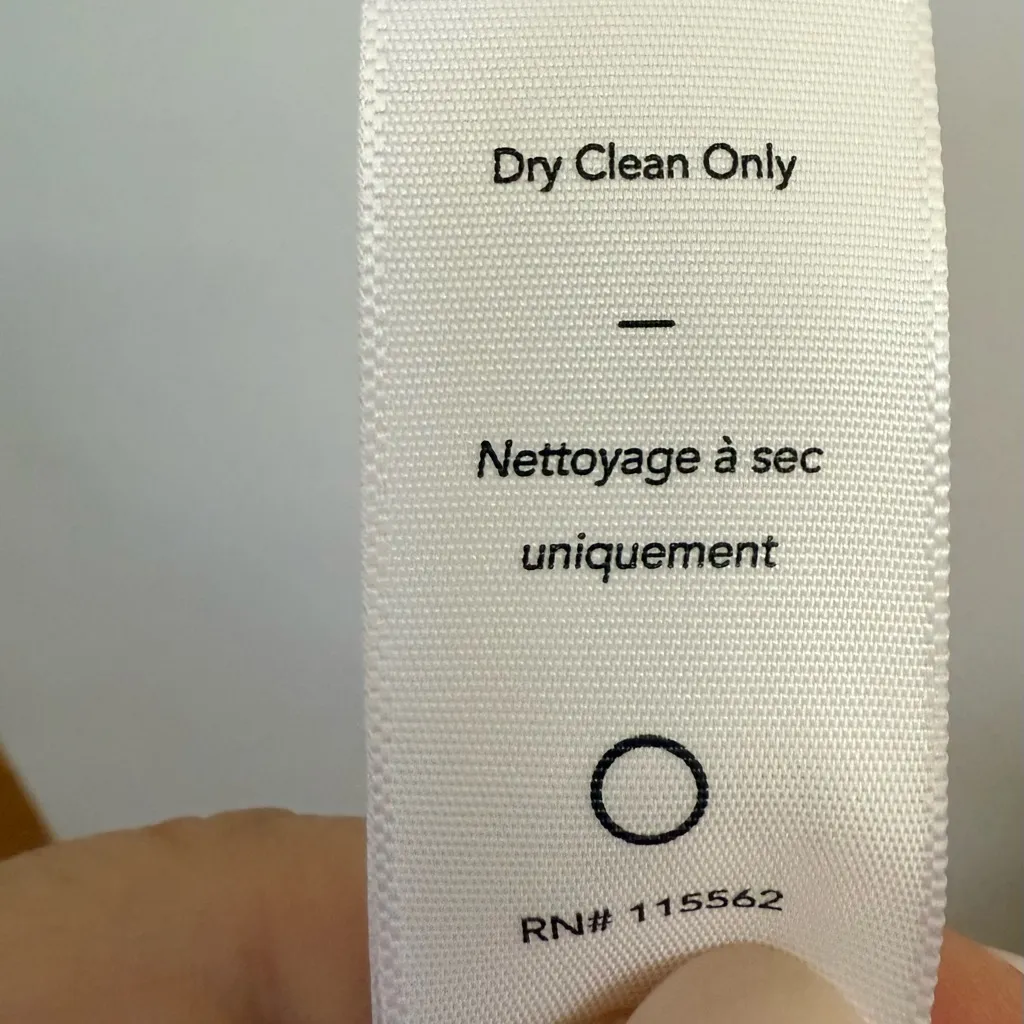 Dry Clean Only
—
Nettoyage à sec
uniquement
RN# 115562